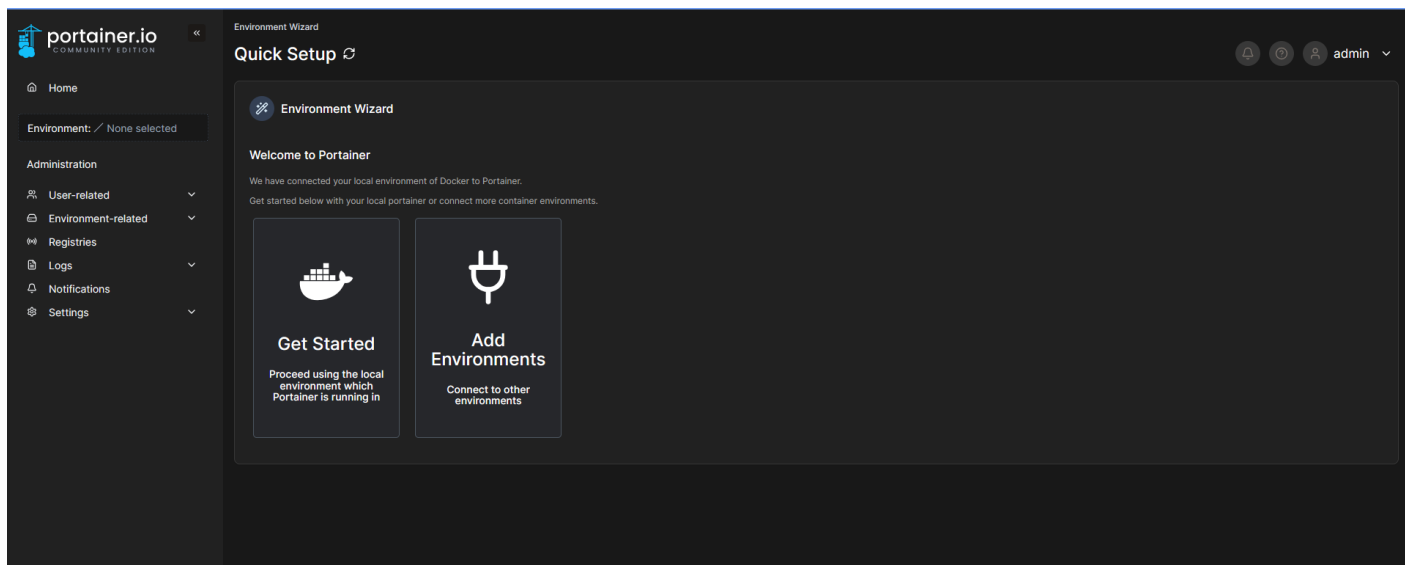 portainer.io
COMMUNITY EDITION
«
Home
Environment: None selected
Administration
User-related
Environment-related
Registries
Logs
Notifications
Settings
Environment Wizard
Quick Setup
admin
Environment Wizard
Welcome to Portainer
We have connected your local environment of Docker to Portainer.
Get started below with your local portainer or connect more container environments.
Get Started
Proceed using the local
environment which
Portainer is running in
Add
Environments
Connect to other
environments